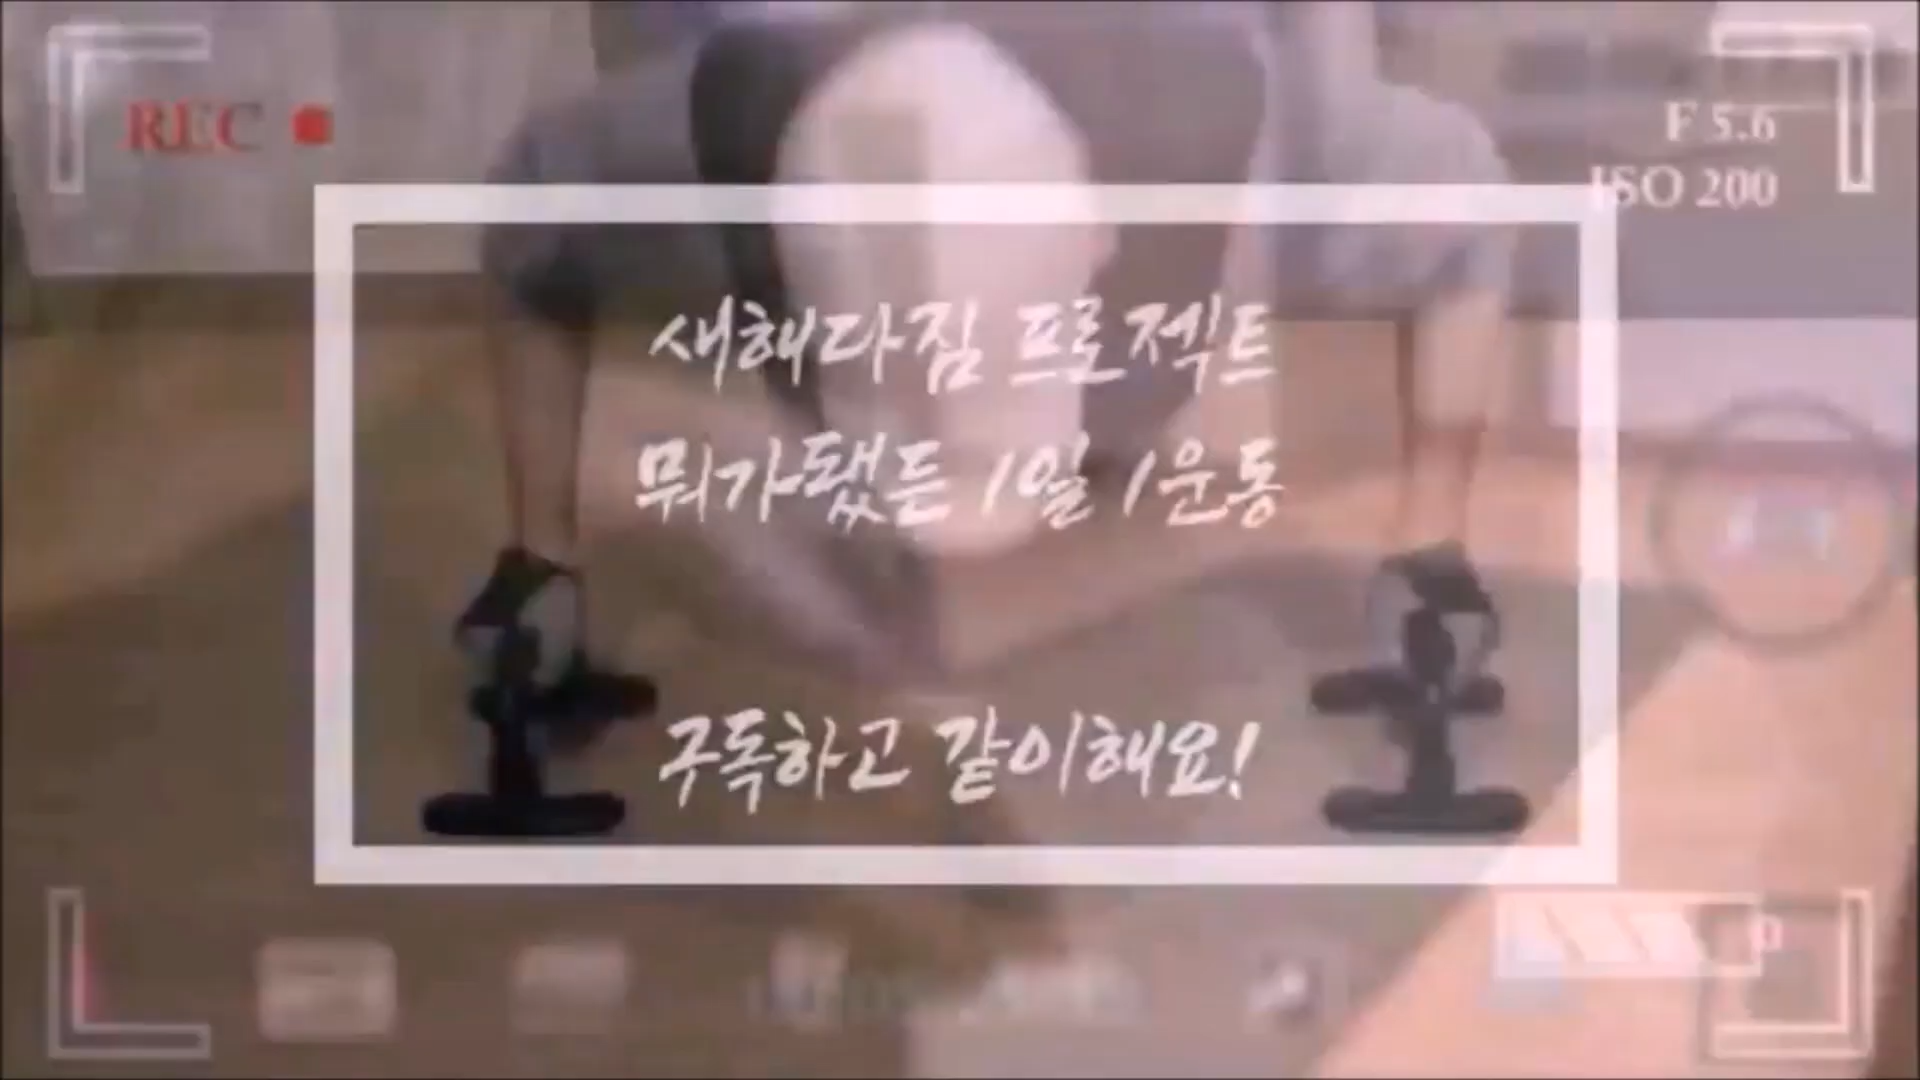 REC
F 5.6
ISO 200
새해다짐 프로젝트
뭐가됐든 1일 1운동
구독하고 같이해요!